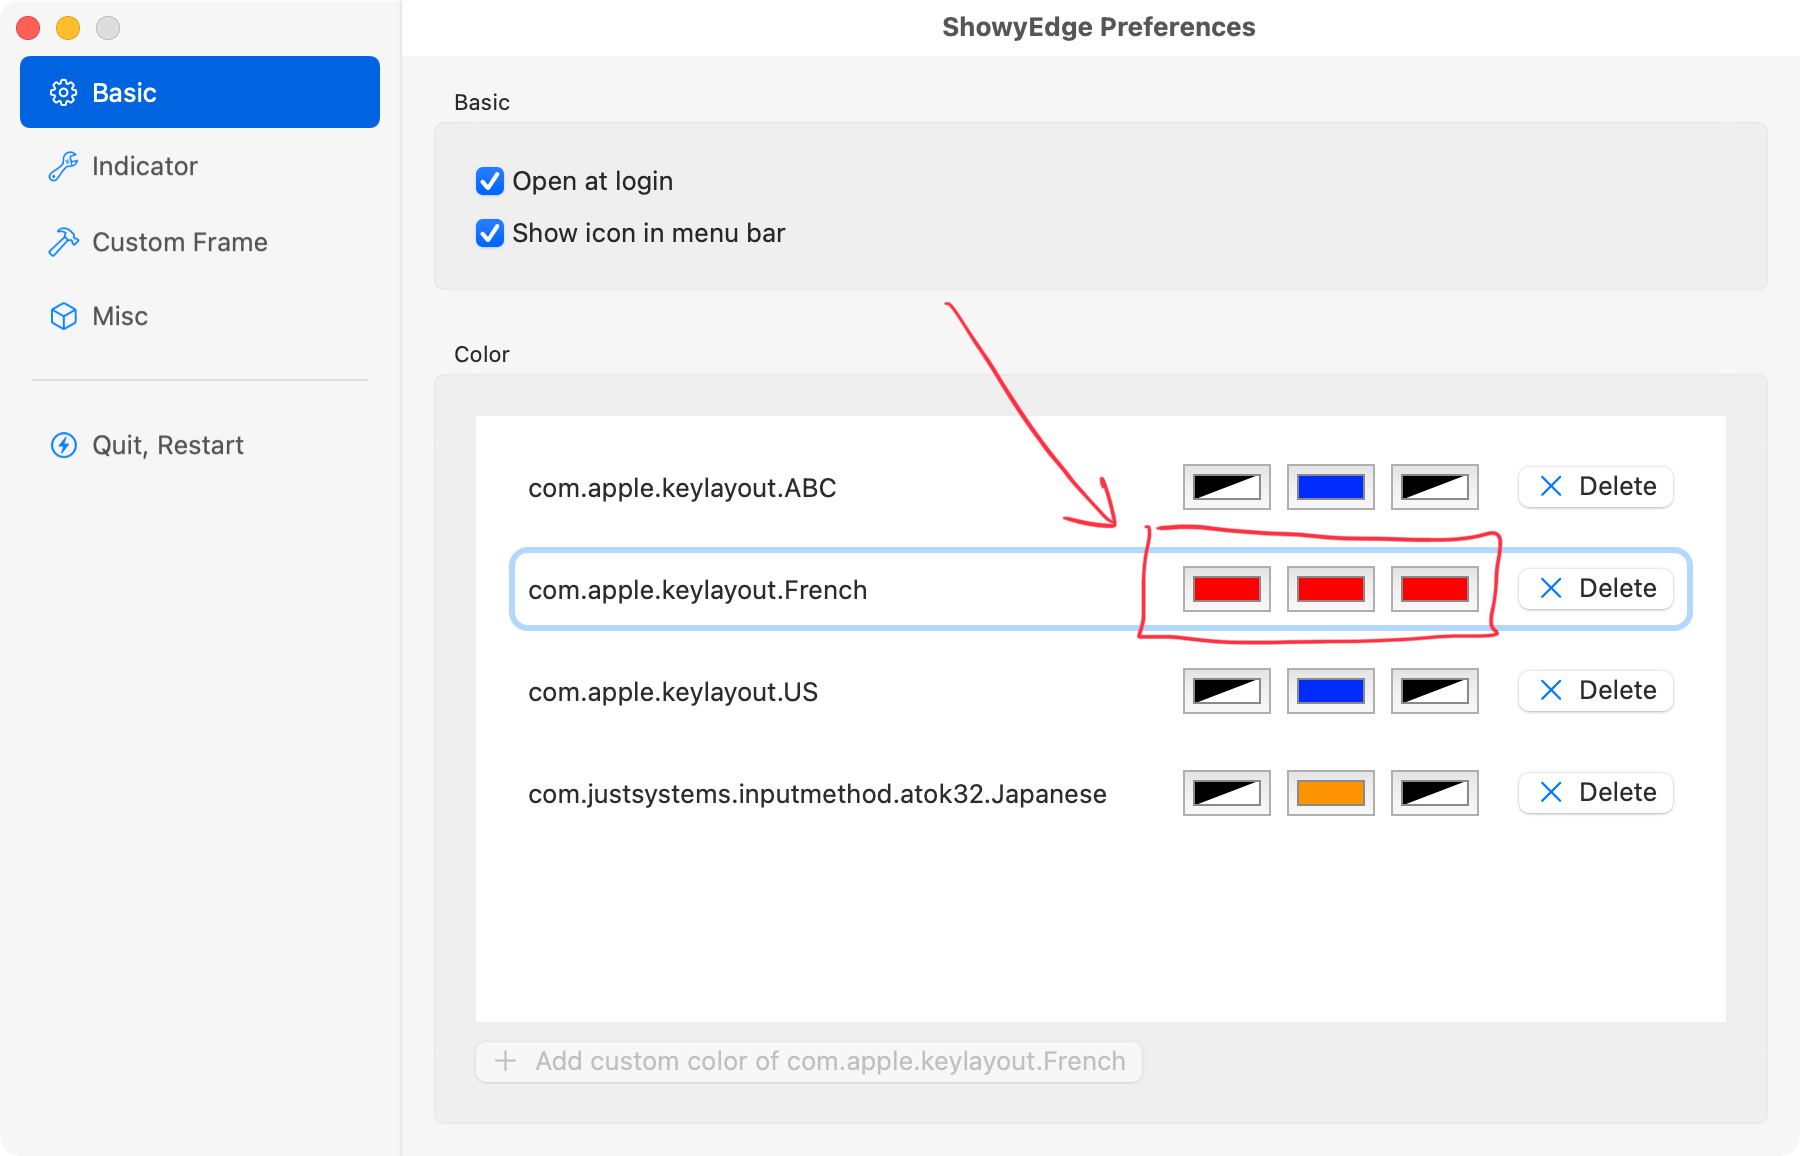 ShowyEdge Preferences
Basic
Indicator
Custom Frame
Misc
Quit, Restart
Basic
Open at login
Show icon in menu bar
Color
com.apple.keylayout.ABC
Delete
com.apple.keylayout.French
Delete
com.apple.keylayout.US
Delete
com.justsystems.inputmethod.atok32.Japanese
Delete
Add custom color of com.apple.keylayout.French